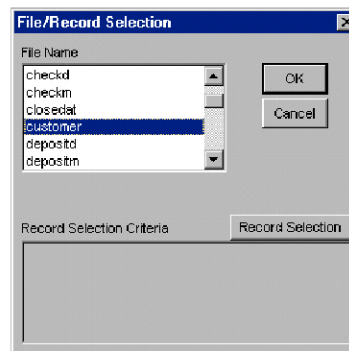 File/Record Selection
File Name
checkd
checkm
closedat
customer
depositd
depositm
OK
Cancel
Record Selection Criteria
Record Selection